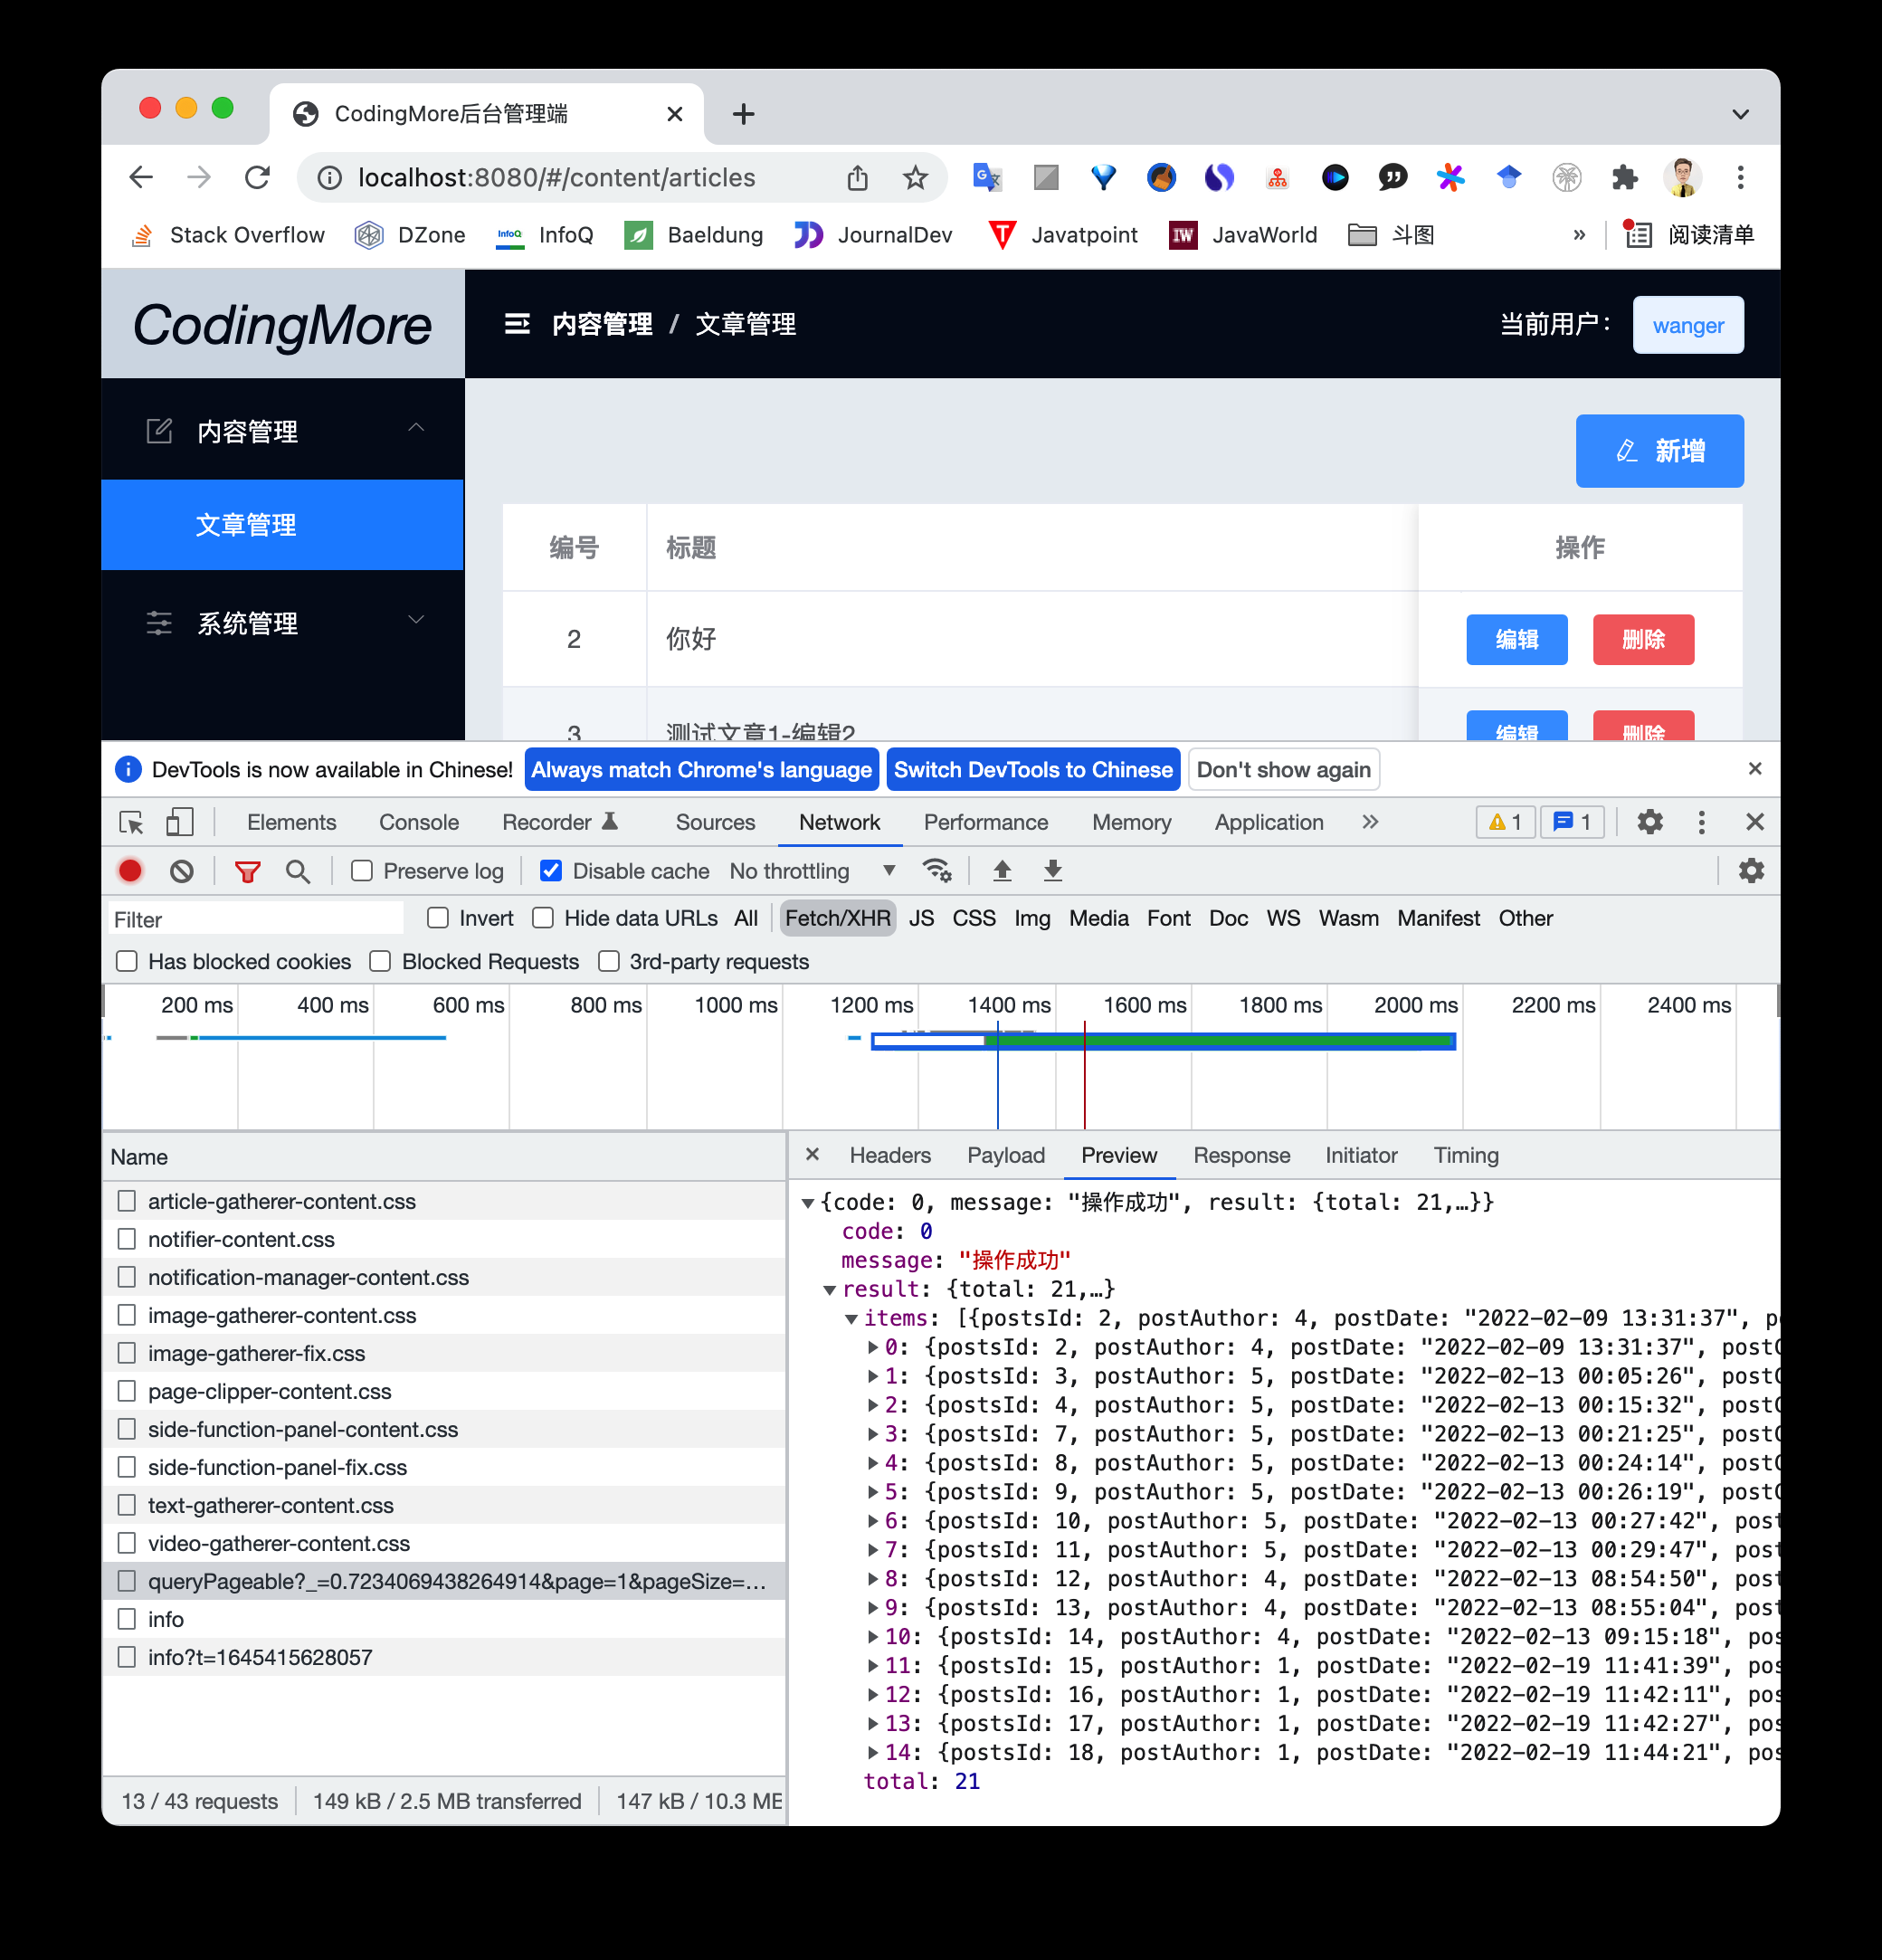 CodingMore后台管理端
localhost:8080/#/content/articles
Stack Overflow DZone InfoQ InfoQ Baeldung JournalDev Javatpoint IW JavaWorld 斗图 » 阅读清单
CodingMore 内容管理 / 文章管理 当前用户: wanger
内容管理
新增
文章管理
编号 标题 操作
系统管理
2 你好 编辑 删除
3 测试文章1-编辑2 编辑 删除
DevTools is now available in Chinese! Always match Chrome's language Switch DevTools to Chinese Don't show again
Elements Console Recorder Sources Network Performance Memory Application » 1 1
Preserve log Disable cache No throttling
Filter Invert Hide data URLs All Fetch/XHR JS CSS Img Media Font Doc WS Wasm Manifest Other
Has blocked cookies Blocked Requests 3rd-party requests
200 ms 400 ms 600 ms 800 ms 1000 ms 1200 ms 1400 ms 1600 ms 1800 ms 2000 ms 2200 ms 2400 ms
Name
article-gatherer-content.css
notifier-content.css
notification-manager-content.css
image-gatherer-content.css
image-gatherer-fix.css
page-clipper-content.css
side-function-panel-content.css
side-function-panel-fix.css
text-gatherer-content.css
video-gatherer-content.css
queryPageable?_=0.7234069438264914&page=1&pageSize=...
info
info?t=1645415628057
13 / 43 requests 149 kB / 2.5 MB transferred 147 kB / 10.3 ME
Headers Payload Preview Response Initiator Timing
{code: 0, message: "操作成功", result: {total: 21,…}}
code: 0
message: "操作成功"
result: {total: 21,…}
items: [{postsId: 2, postAuthor: 4, postDate: "2022-02-09 13:31:37", p
0: {postsId: 2, postAuthor: 4, postDate: "2022-02-09 13:31:37", postC
1: {postsId: 3, postAuthor: 5, postDate: "2022-02-13 00:05:26", postC
2: {postsId: 4, postAuthor: 5, postDate: "2022-02-13 00:15:32", postC
3: {postsId: 7, postAuthor: 5, postDate: "2022-02-13 00:21:25", postC
4: {postsId: 8, postAuthor: 5, postDate: "2022-02-13 00:24:14", postC
5: {postsId: 9, postAuthor: 5, postDate: "2022-02-13 00:26:19", postC
6: {postsId: 10, postAuthor: 5, postDate: "2022-02-13 00:27:42", post
7: {postsId: 11, postAuthor: 5, postDate: "2022-02-13 00:29:47", post
8: {postsId: 12, postAuthor: 4, postDate: "2022-02-13 08:54:50", post
9: {postsId: 13, postAuthor: 4, postDate: "2022-02-13 08:55:04", post
10: {postsId: 14, postAuthor: 4, postDate: "2022-02-13 09:15:18", pos
11: {postsId: 15, postAuthor: 1, postDate: "2022-02-19 11:41:39", pos
12: {postsId: 16, postAuthor: 1, postDate: "2022-02-19 11:42:11", pos
13: {postsId: 17, postAuthor: 1, postDate: "2022-02-19 11:42:27", pos
14: {postsId: 18, postAuthor: 1, postDate: "2022-02-19 11:44:21", pos
total: 21